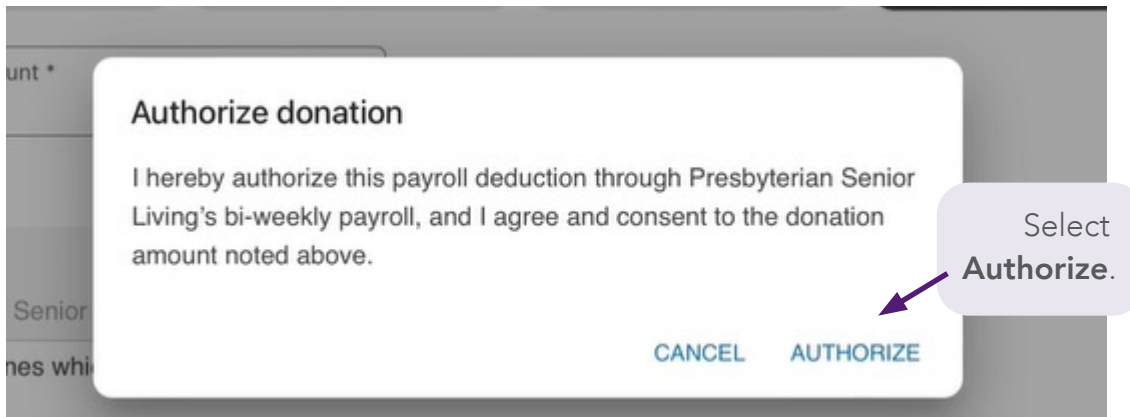 unt *
Authorize donation
I hereby authorize this payroll deduction through Presbyterian Senior
Living's bi-weekly payroll, and I agree and consent to the donation
amount noted above.
Select
Authorize.
Senior
nes whi
CANCEL AUTHORIZE